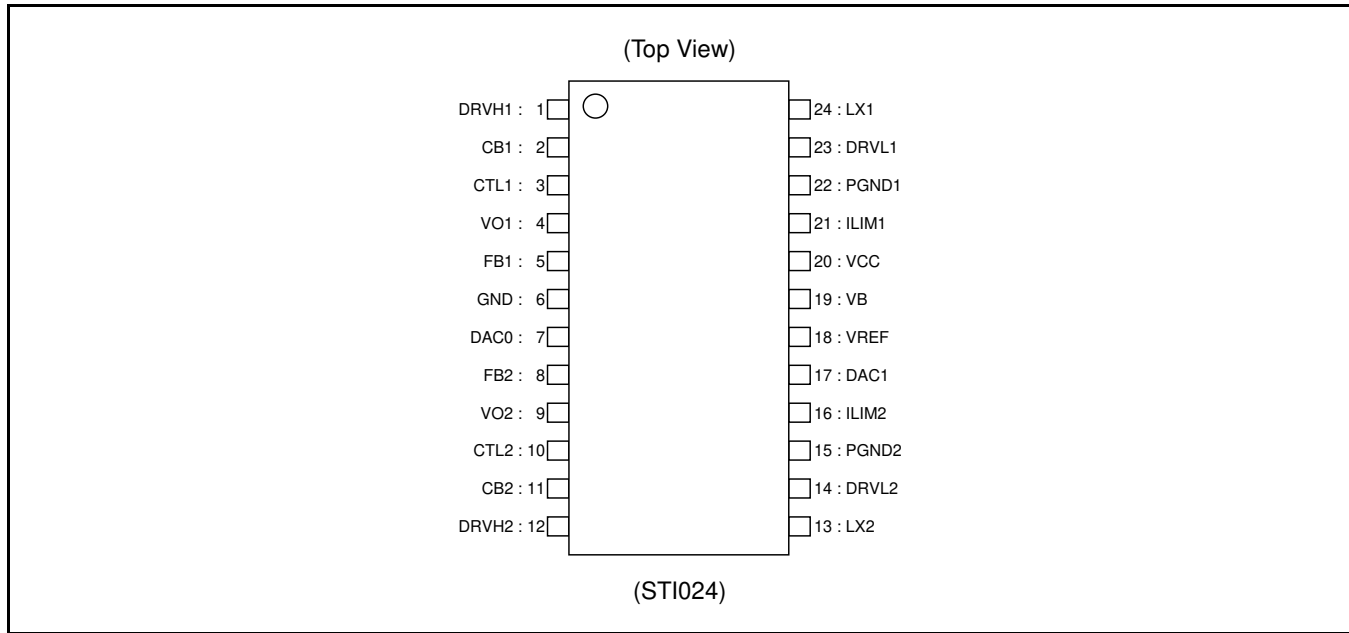 (Top View)
DRVH1 : 1
CB1 : 2
CTL1 : 3
VO1 : 4
FB1 : 5
GND : 6
DAC0 : 7
FB2 : 8
VO2 : 9
CTL2 : 10
CB2 : 11
DRVH2 : 12
24 : LX1
23 : DRVL1
22 : PGND1
21 : ILIM1
20 : VCC
19 : VB
18 : VREF
17 : DAC1
16 : ILIM2
15 : PGND2
14 : DRVL2
13 : LX2
(STI024)